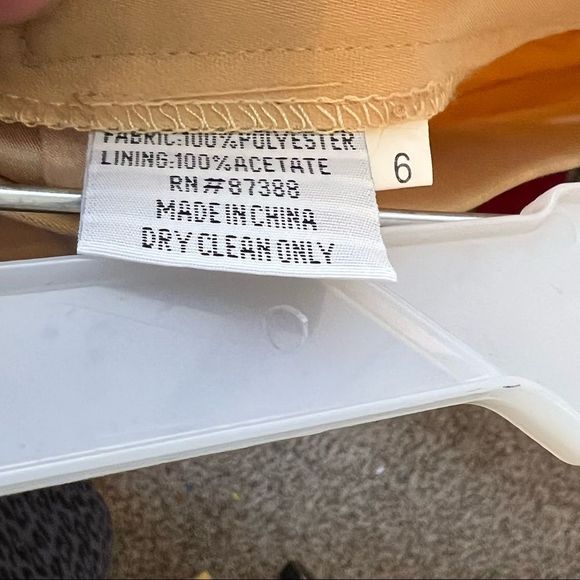 FABRIC:100%POLYESTER
LINING:100%ACETATE
RN#87388
MADE IN CHINA
DRY CLEAN ONLY
6